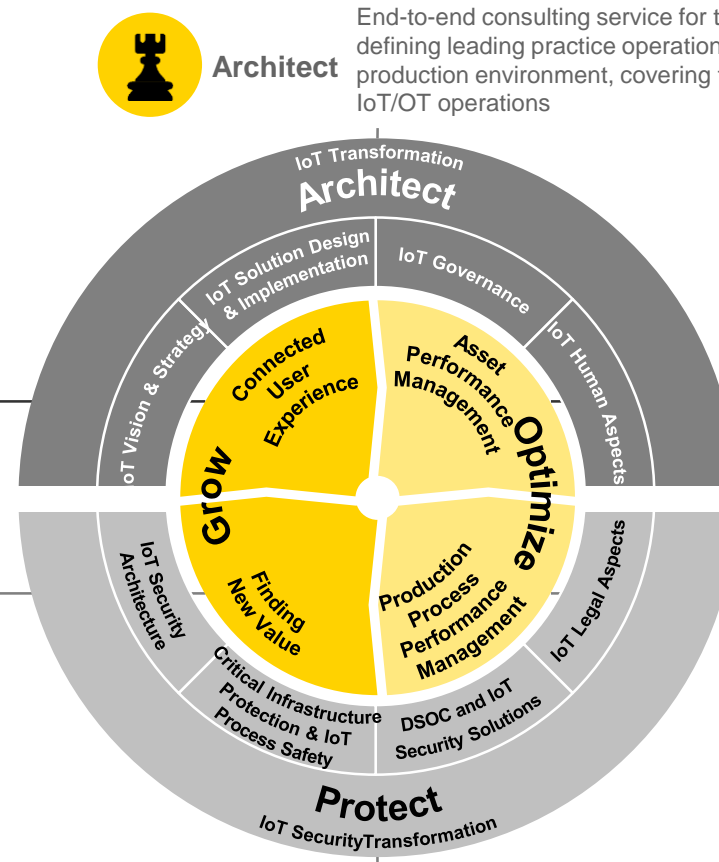 End-to-end consulting service for t
Architect
defining leading practice operation
production environment, covering
IoT/OT operations
IoT Transformation
Architect
IoT Vision & Strategy
IoT Solution Design
& Implementation
IoT Governance
IoT Human Aspects
Connected
User
Experience
Asset
Performance
Management
Grow
Optimize
Finding
New Value
Production
Process
Performance
Management
IoT Security
Architecture
Critical Infrastructure
Protection & IoT
Process Safety
DSOC and IoT
Security Solutions
IoT Legal Aspects
Protect
IoT SecurityTransformation